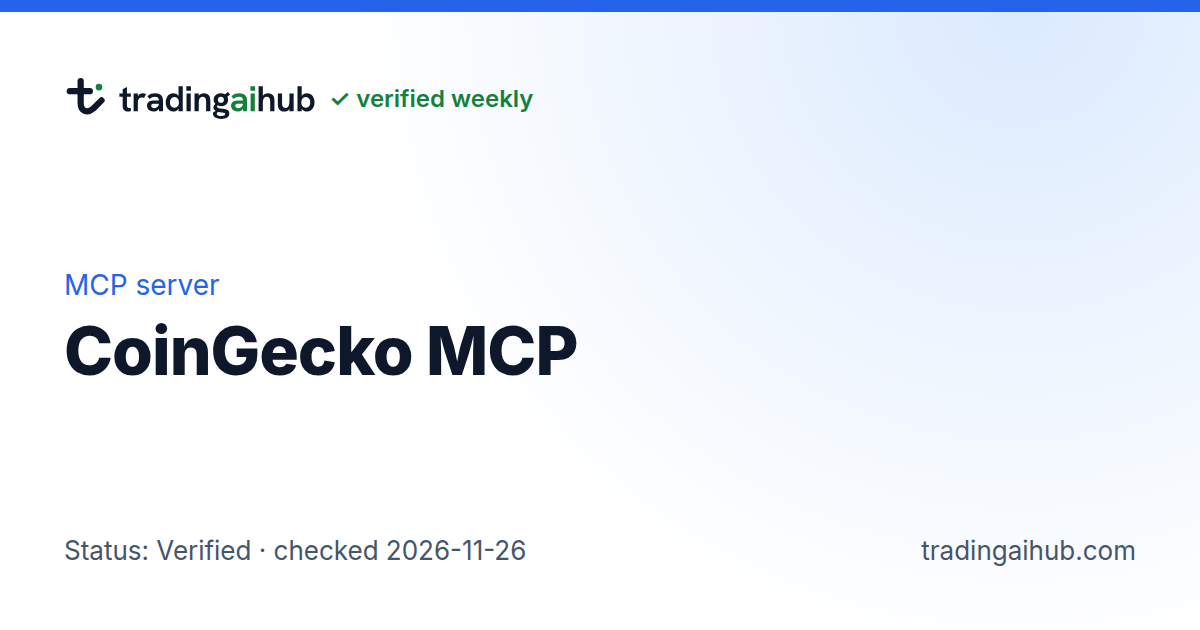 tradingaihub ✓ verified weekly
MCP server
CoinGecko MCP
Status: Verified · checked 2026-11-26
tradingaihub.com